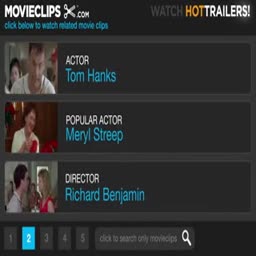 MOVIECLIPS .COM
WATCH HOTTRAILERS!
click below to watch related movie clips
ACTOR
Tom Hanks
POPULAR ACTOR
Meryl Streep
DIRECTOR
Richard Benjamin
1 2 3 4 5 click to search only movieclips